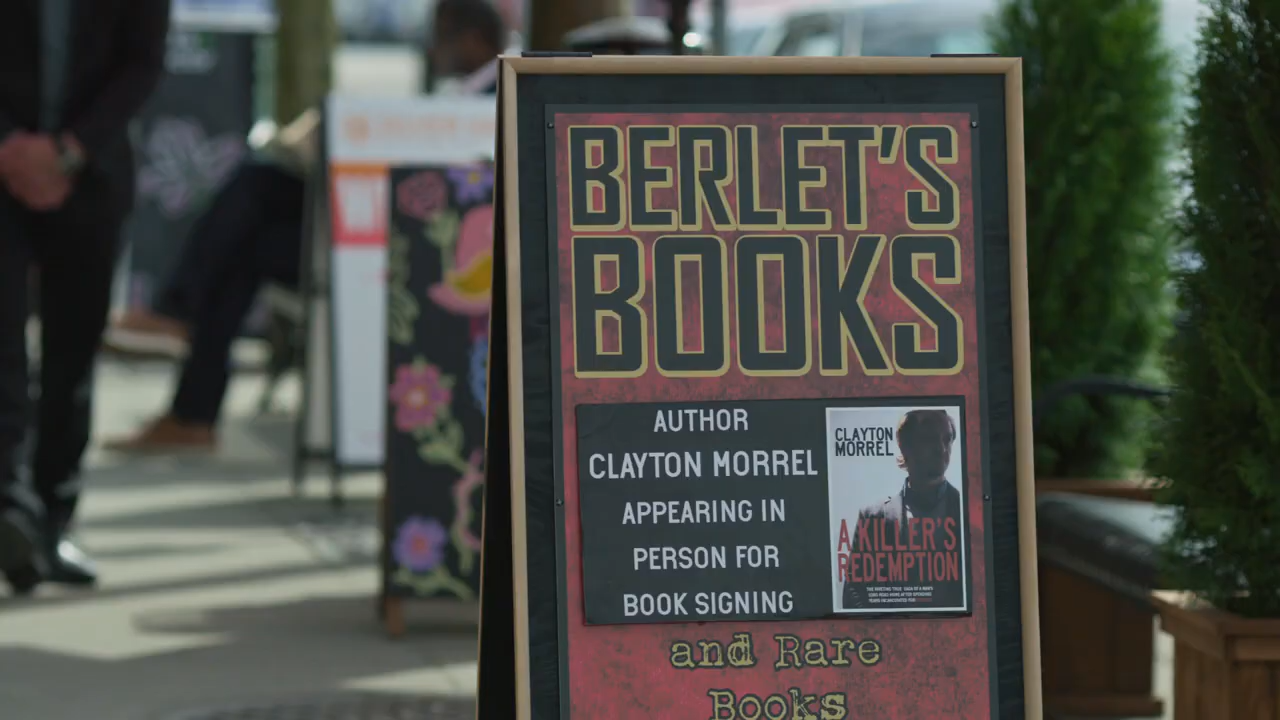 BERLET'S
BOOKS
AUTHOR
CLAYTON MORREL
APPEARING IN
PERSON FOR
BOOK SIGNING
CLAYTON
MORREL
A KILLER'S
REDEMPTION
and Rare
Books